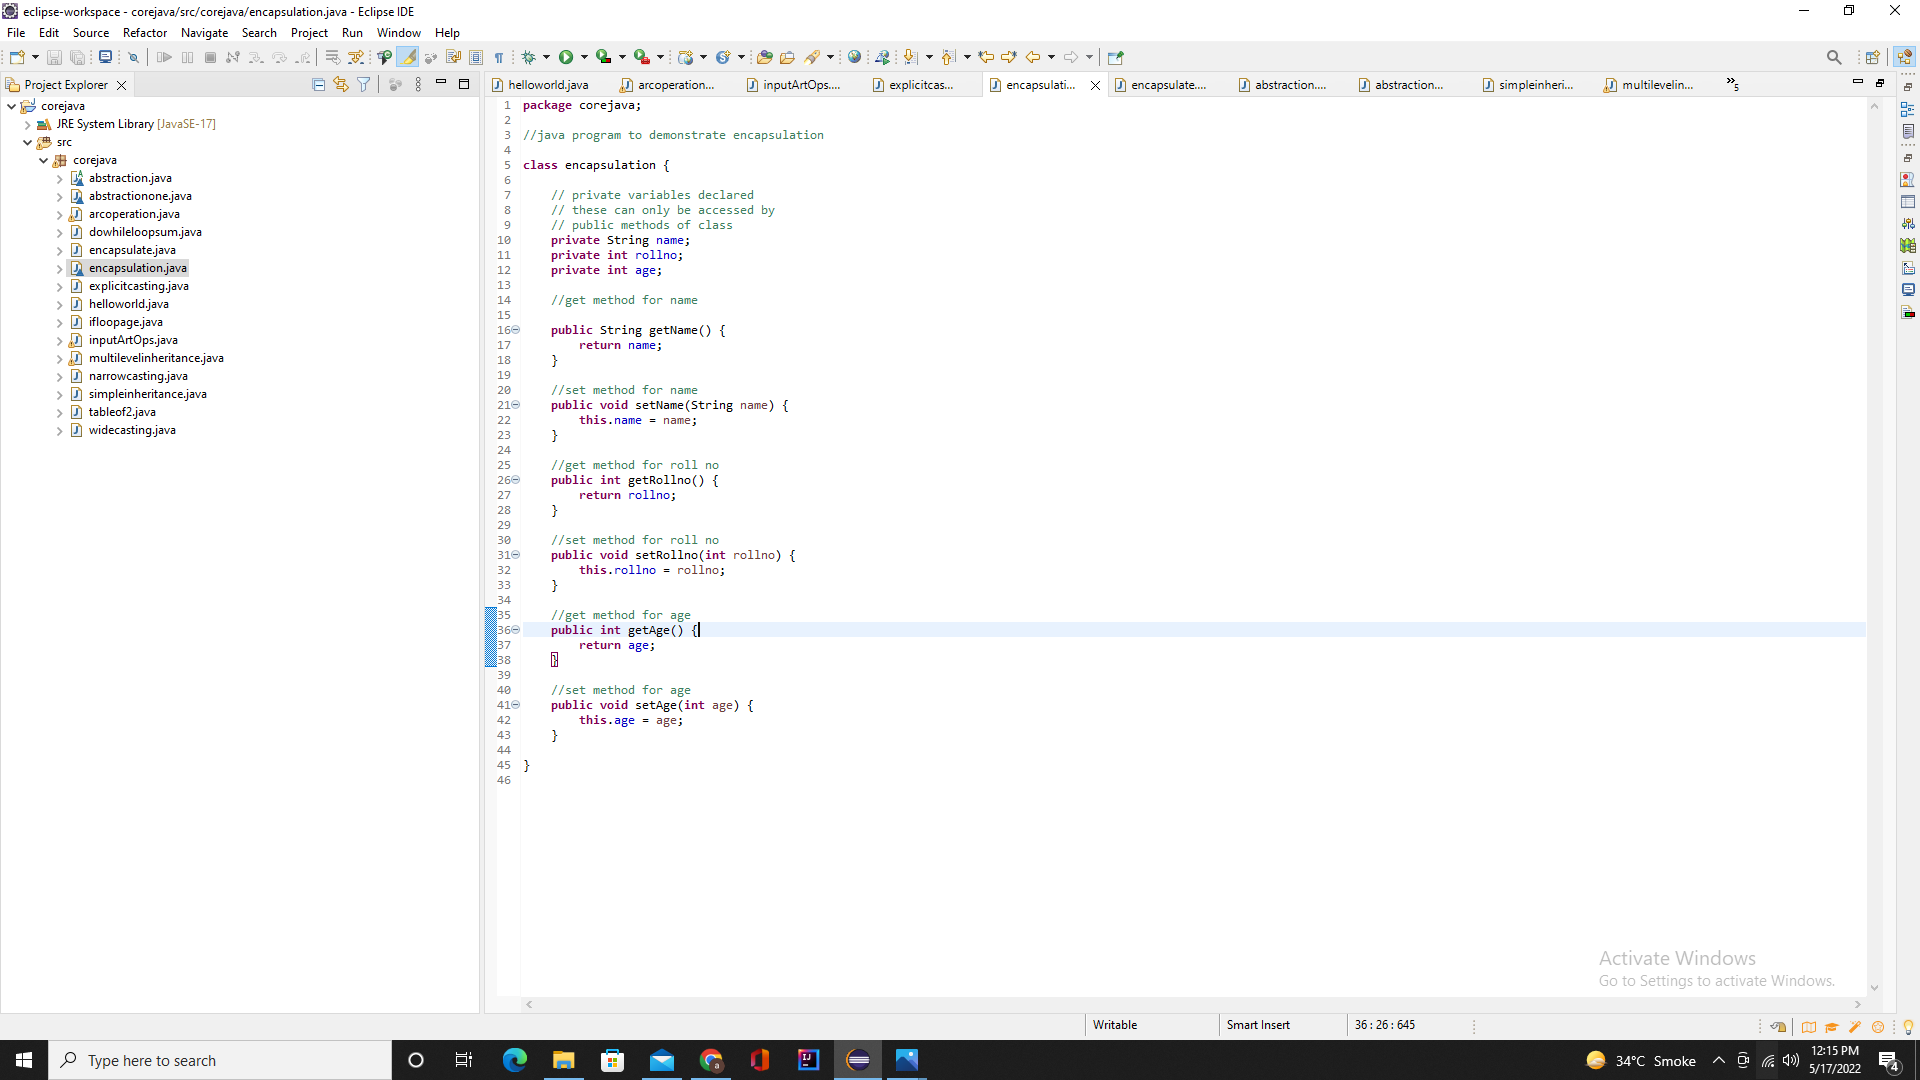 eclipse-workspace - corejava/src/corejava/encapsulation.java - Eclipse IDE
File Edit Source Refactor Navigate Search Project Run Window Help
Project Explorer
helloworld.java arcoperation... inputArtOps.... explicitcas... encapsulati... encapsulate.... abstraction.... abstraction... simpleinheri... multilevelin... 5
corejava
JRE System Library [JavaSE-17]
src
corejava
abstraction.java
abstractionone.java
arcoperation.java
dowhileloopsum.java
encapsulate.java
encapsulation.java
explicitcasting.java
helloworld.java
ifloopage.java
inputArtOps.java
multilevelinheritance.java
narrowcasting.java
simpleinheritance.java
tableof2.java
widecasting.java
1 package corejava;
2
3 //java program to demonstrate encapsulation
4
5 class encapsulation {
6
7 // private variables declared
8 // these can only be accessed by
9 // public methods of class
10 private String name;
11 private int rollno;
12 private int age;
13
14 //get method for name
15
16 public String getName() {
17 return name;
18 }
19
20 //set method for name
21 public void setName(String name) {
22 this.name = name;
23 }
24
25 //get method for roll no
26 public int getRollno() {
27 return rollno;
28 }
29
30 //set method for roll no
31 public void setRollno(int rollno) {
32 this.rollno = rollno;
33 }
34
35 //get method for age
36 public int getAge() {
37 return age;
38 }
39
40 //set method for age
41 public void setAge(int age) {
42 this.age = age;
43 }
44
45 }
46
Activate Windows
Go to Settings to activate Windows.
Writable Smart Insert 36 : 26 : 645
Type here to search
34°C Smoke
12:15 PM
5/17/2022
4